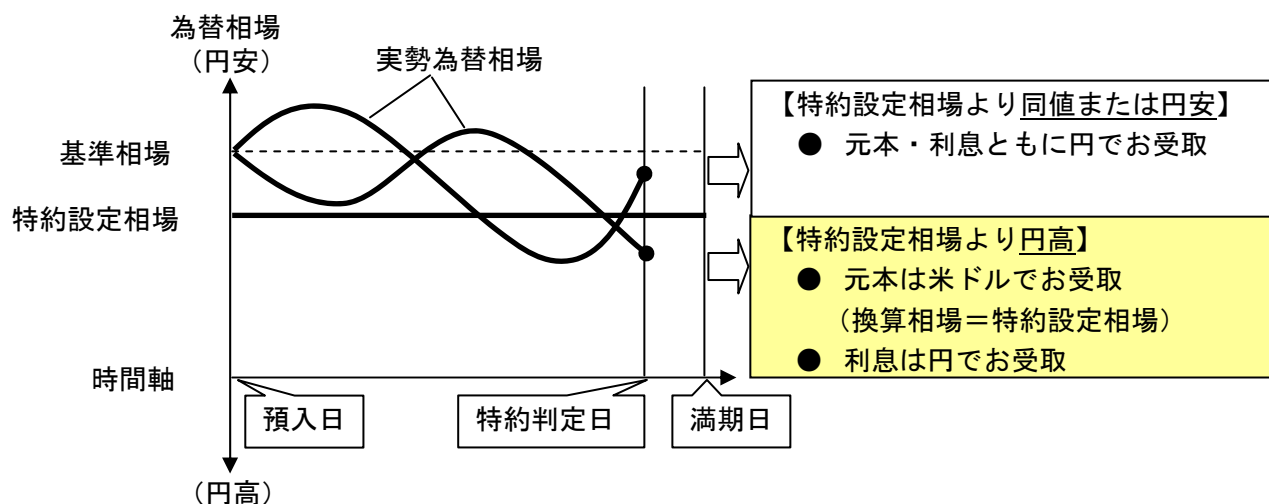 為替相場
（円安）
実勢為替相場
基準相場
特約設定相場
時間軸
預入日
特約判定日
満期日
（円高）
【特約設定相場より同値または円安】
● 元本・利息ともに円でお受取
【特約設定相場より円高】
● 元本は米ドルでお受取
（換算相場＝特約設定相場）
● 利息は円でお受取